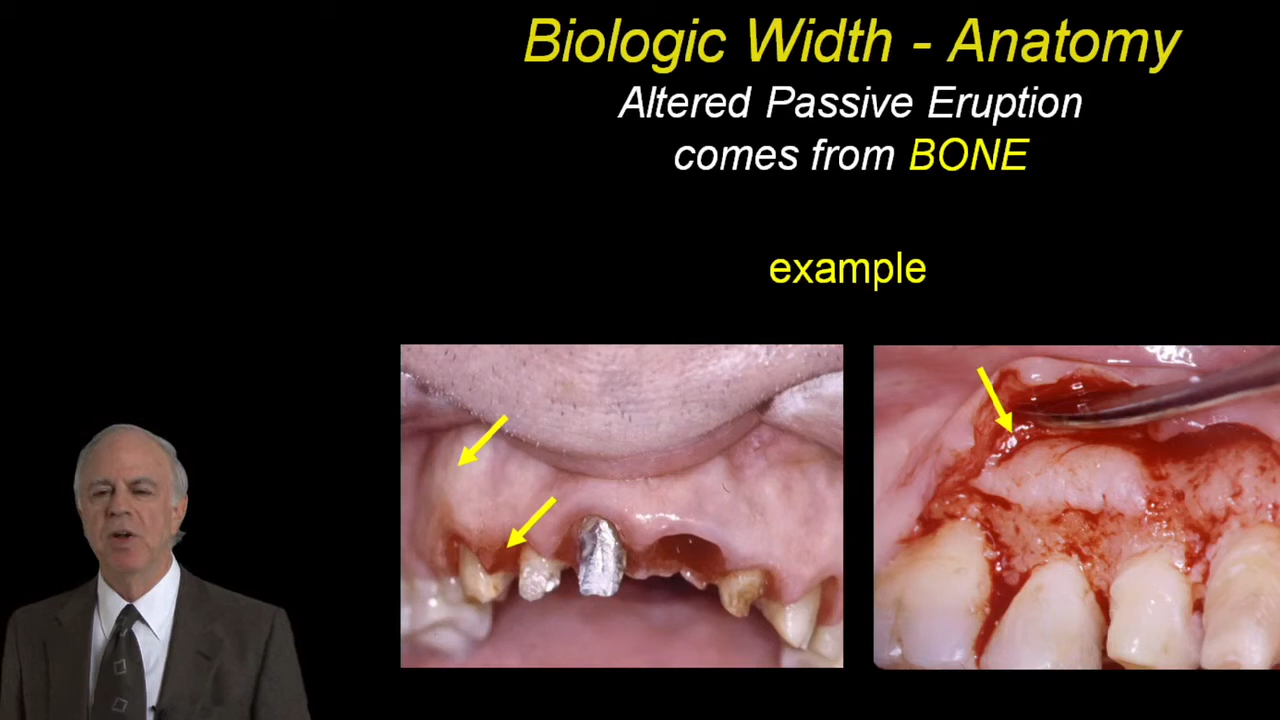 Biologic Width - Anatomy
Altered Passive Eruption
comes from BONE
example